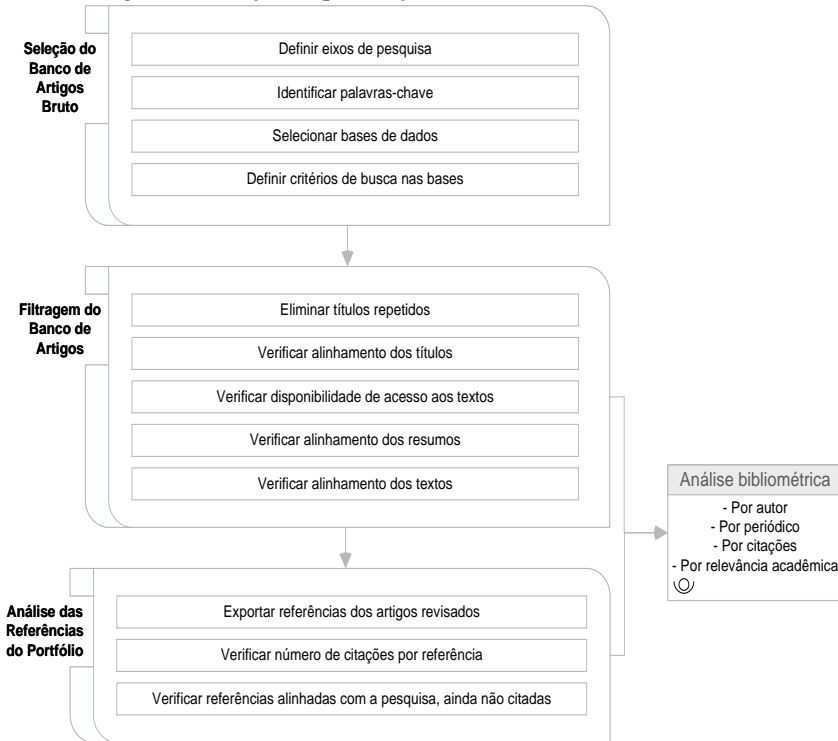 Seleção do
Banco de
Artigos
Bruto
Definir eixos de pesquisa
Identificar palavras-chave
Selecionar bases de dados
Definir critérios de busca nas bases
Filtragem do
Banco de
Artigos
Eliminar títulos repetidos
Verificar alinhamento dos títulos
Verificar disponibilidade de acesso aos textos
Verificar alinhamento dos resumos
Verificar alinhamento dos textos
Análise bibliométrica
- Por autor
- Por periódico
- Por citações
- Por relevância acadêmica
Análise das
Referências
do Portfólio
Exportar referências dos artigos revisados
Verificar número de citações por referência
Verificar referências alinhadas com a pesquisa, ainda não citadas